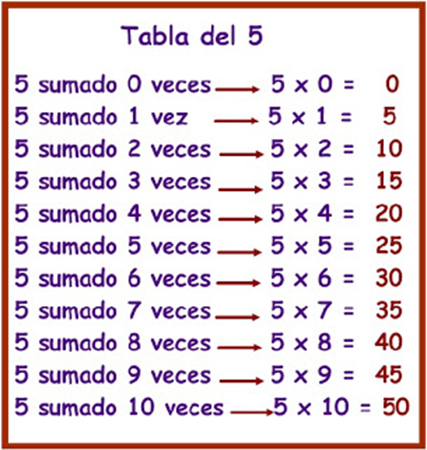 Tabla del 5
5 sumado 0 veces → 5 x 0 = 0
5 sumado 1 vez → 5 x 1 = 5
5 sumado 2 veces → 5 x 2 = 10
5 sumado 3 veces → 5 x 3 = 15
5 sumado 4 veces → 5 x 4 = 20
5 sumado 5 veces → 5 x 5 = 25
5 sumado 6 veces → 5 x 6 = 30
5 sumado 7 veces → 5 x 7 = 35
5 sumado 8 veces → 5 x 8 = 40
5 sumado 9 veces → 5 x 9 = 45
5 sumado 10 veces → 5 x 10 = 50